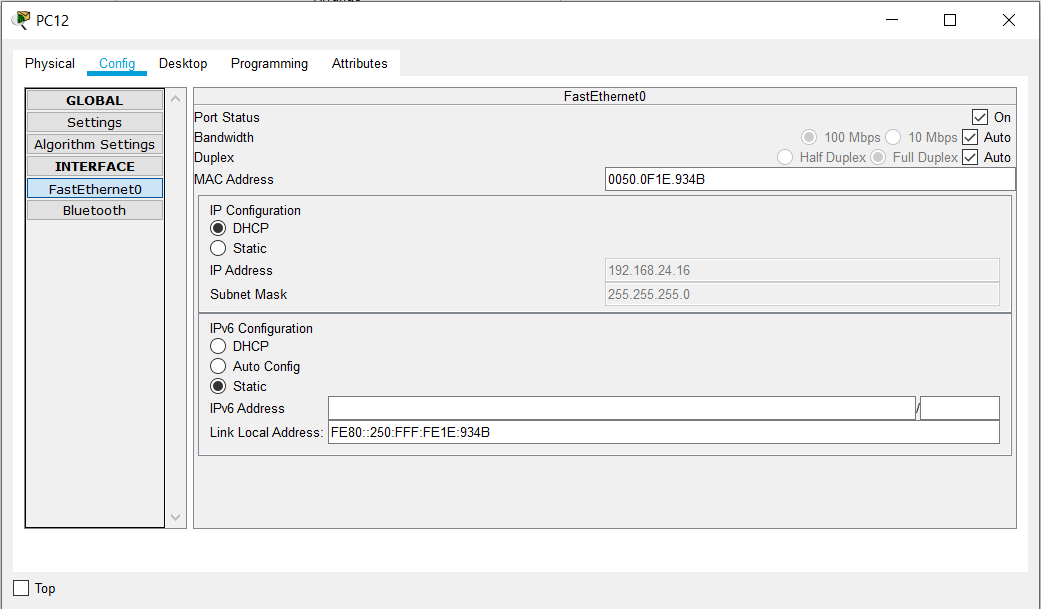 PC12
Physical Config Desktop Programming Attributes
GLOBAL
Settings
Algorithm Settings
INTERFACE
FastEthernet0
Bluetooth
FastEthernet0
Port Status On
Bandwidth 100 Mbps 10 Mbps Auto
Duplex Half Duplex Full Duplex Auto
MAC Address 0050.0F1E.934B
IP Configuration
DHCP
Static
IP Address 192.168.24.16
Subnet Mask 255.255.255.0
IPv6 Configuration
DHCP
Auto Config
Static
IPv6 Address /
Link Local Address: FE80::250:FFF:FE1E:934B
Top